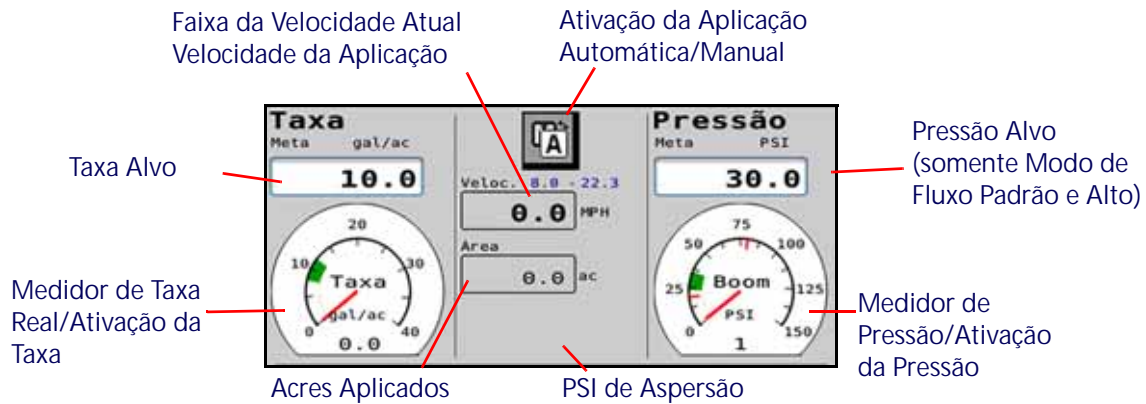 Faixa da Velocidade Atual
Velocidade da Aplicação
Ativação da Aplicação
Automática/Manual
Taxa
Meta gal/ac
10.0
Taxa Alvo
Veloc. 8.0 - 22.3
0.0 MPH
Area
0.0 ac
Pressão
Meta PSI
30.0
Pressão Alvo
(somente Modo de
Fluxo Padrão e Alto)
0 10 20 30 40
Taxa
gal/ac
0.0
0 25 50 75 100 125 150
Boom
PSI
1
A
Medidor de Taxa
Real/Ativação da
Taxa
Medidor de
Pressão/Ativação
da Pressão
Acres Aplicados
PSI de Aspersão